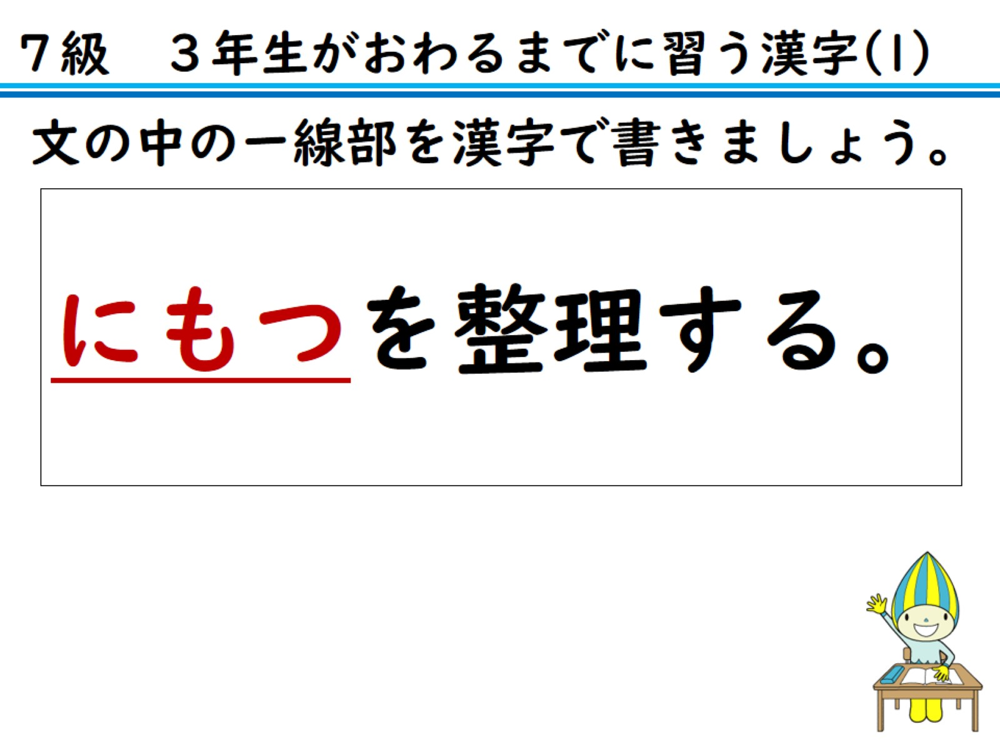 ７級　３年生がおわるまでに習う漢字(1)
文の中の―線部を漢字で書きましょう。
にもつを整理する。